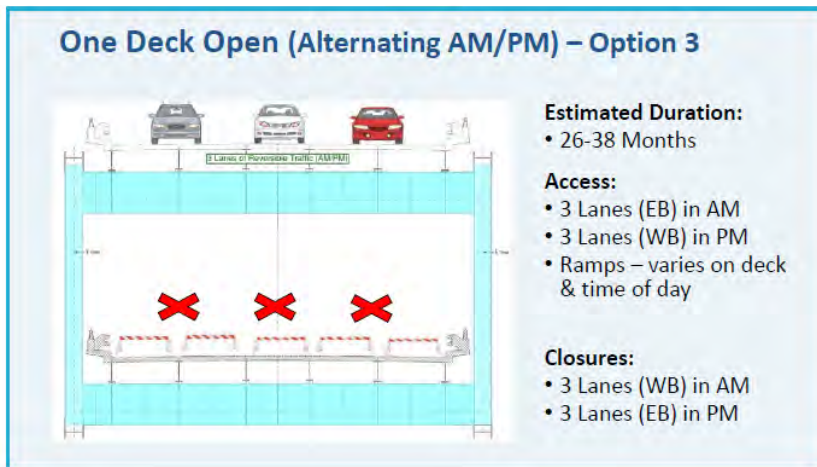 One Deck Open (Alternating AM/PM) – Option 3
3 Lanes of Reversible Traffic (AM/PM)
Estimated Duration:
• 26-38 Months
Access:
• 3 Lanes (EB) in AM
• 3 Lanes (WB) in PM
• Ramps – varies on deck
& time of day
Closures:
• 3 Lanes (WB) in AM
• 3 Lanes (EB) in PM